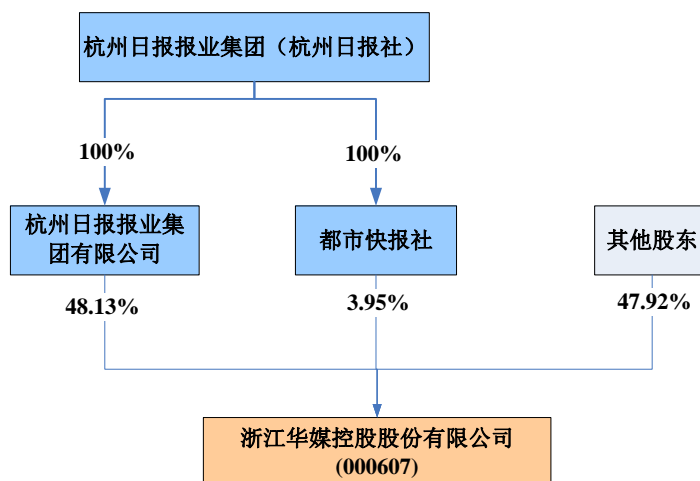 杭州日报报业集团（杭州日报社）
100%
100%
杭州日报报业集
团有限公司
都市快报社
其他股东
48.13%
3.95%
47.92%
浙江华媒控股股份有限公司
(000607)